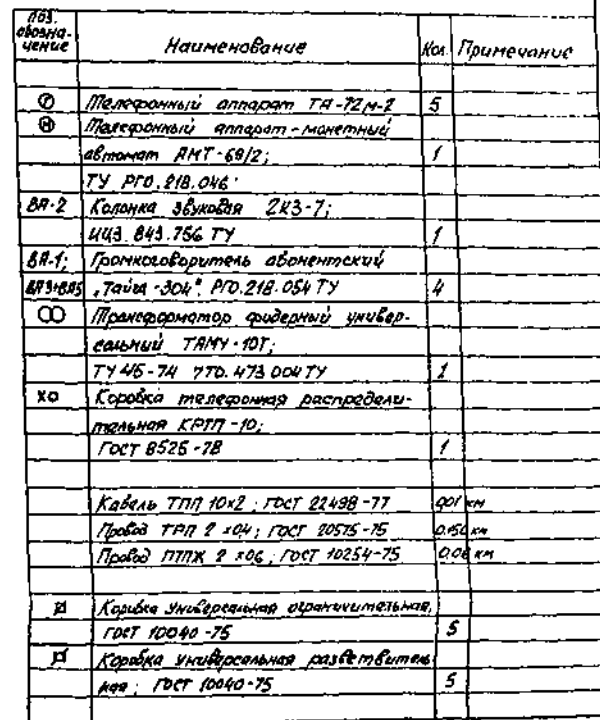 поз. обозна-чение Наименование Кол. Примечание
Телефонный аппарат ТА-72м-2 5
Телефонный аппарат-монетный
автомат АМТ-69/2; 1
ТУ РГ0.218.046
ВА-2 Колонка звуковая 2КЗ-7;
843.756 ТУ 1
ВА-1; Громкоговоритель абонентский
ВА3÷ВА5 „Тайга-304". РГ0.218.054 ТУ 4
Трансформатор фидерный универ-
сальный ТАМУ-10Т;
ТУ 45-74 7Т0.473.004ТУ 1
Коробка телефонная распредели-
тельная КРТП-10;
ГОСТ 8525-78 1
Кабель ТПП 10х2; ГОСТ 22498-77 0,01 км
Провод ТРП 2х04; ГОСТ 20575-75 0.150 км
Провод ПТПЖ 2х06; ГОСТ 10254-75 0,06 км
Коробка универсальная ограничительная,
ГОСТ 10040-75 5
Коробка универсальная разветвитель
ная; ГОСТ 10040-75 5